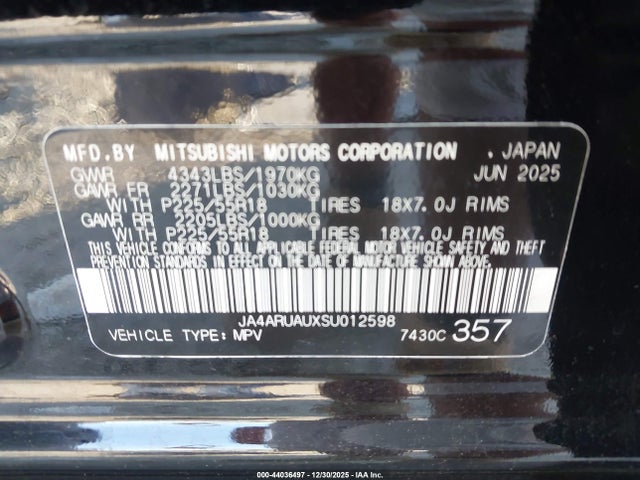 MFD.BY MITSUBISHI MOTORS CORPORATION . JAPAN
GWVR 4343LBS/1970KG JUN 2025
GAWR FR 2271LBS/1030KG
WITH P225/55R18 TIRES 18X7.0J RIMS
GAWR RR 2205LBS/1000KG
WITH P225/55R18 TIRES 18X7.0J RIMS
THIS VEHICLE CONFORMS TO ALL APPLICABLE FEDERAL MOTOR VEHICLE SAFETY AND THEFT
PREVENTION STANDARDS IN EFFECT ON THE DATE OF MANUFACTURE SHOWN ABOVE.
JA4ARUAUXSU012598
VEHICLE TYPE: MPV 7430C 357
000-44036497 - 12/30/2025 - Copyright © 2025 IAA, Inc.